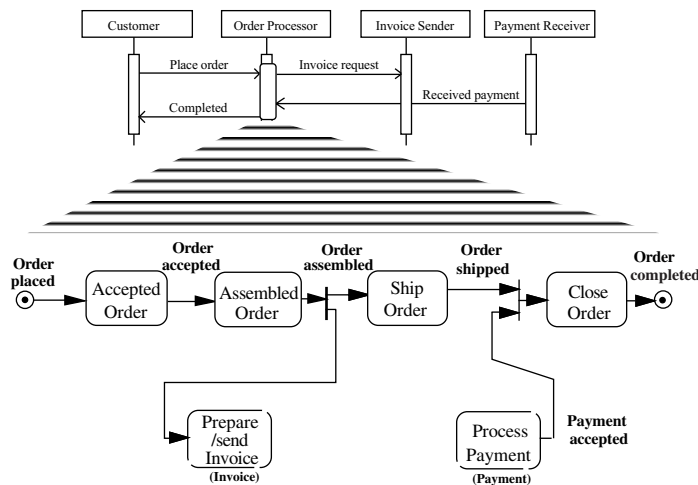 Customer
Order Processor
Invoice Sender
Payment Receiver
Place order
Invoice request
Received payment
Completed
Order
placed
Order
accepted
Order
assembled
Order
shipped
Order
completed
Accepted
Order
Assembled
Order
Ship
Order
Close
Order
Prepare
/send
Invoice
(Invoice)
Process
Payment
(Payment)
Payment
accepted